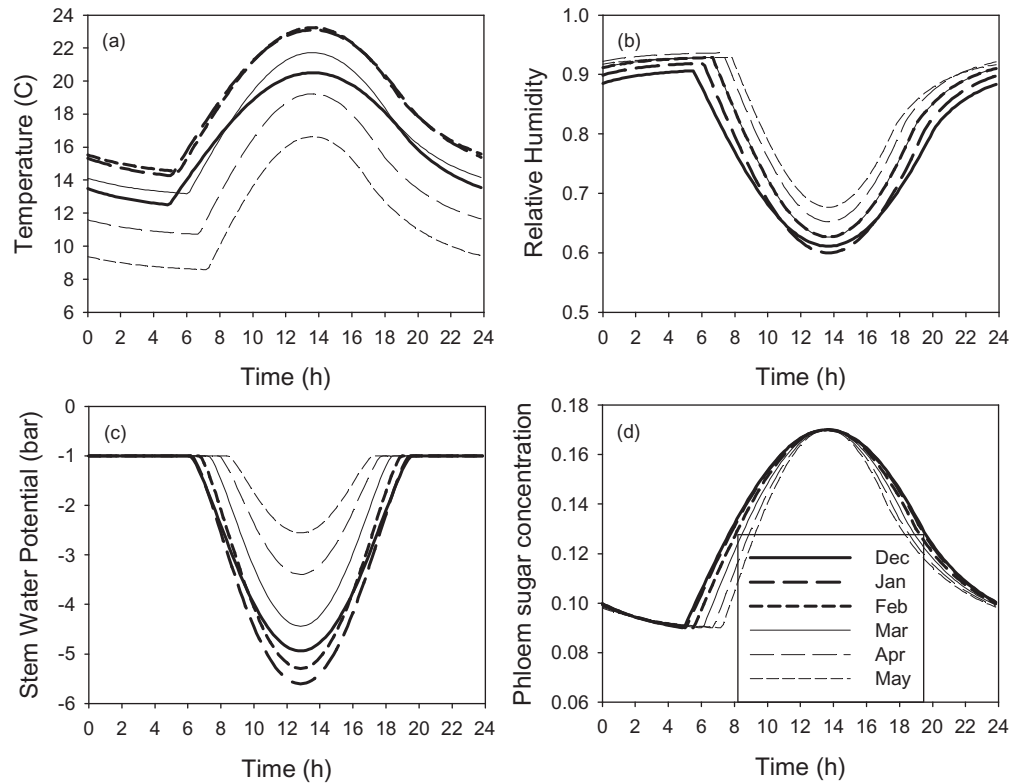 (a)
Temperature (C)
24
22
20
18
16
14
12
10
8
6
0 2 4 6 8 10 12 14 16 18 20 22 24
Time (h)
(b)
Relative Humidity
1.0
0.9
0.8
0.7
0.6
0.5
0 2 4 6 8 10 12 14 16 18 20 22 24
Time (h)
(c)
Stem Water Potential (bar)
0
-1
-2
-3
-4
-5
-6
0 2 4 6 8 10 12 14 16 18 20 22 24
Time (h)
(d)
Phloem sugar concentration
0.18
0.16
0.14
0.12
0.10
0.08
0.06
Dec
Jan
Feb
Mar
Apr
May
0 2 4 6 8 10 12 14 16 18 20 22 24
Time (h)